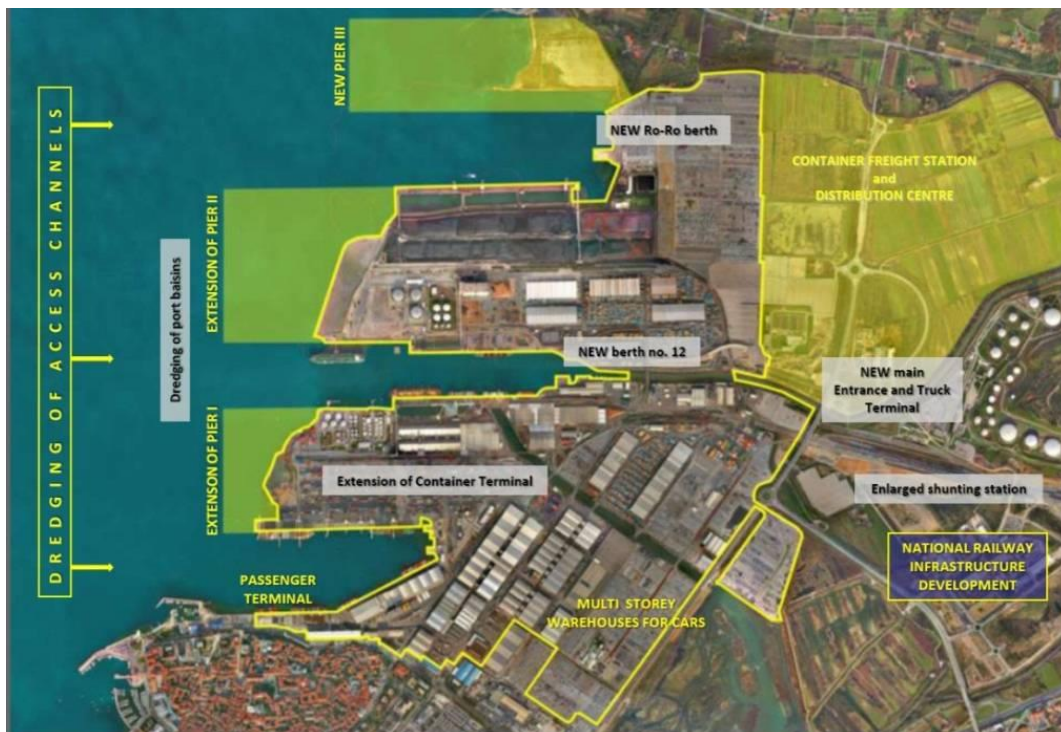 DREDGING OF ACCESS CHANNELS
Dredging of port baisins
NEW PIER III
NEW Ro-Ro berth
CONTAINER FREIGHT STATION
and
DISTRIBUTION CENTRE
EXTENSION OF PIER II
NEW berth no. 12
NEW main
Entrance and Truck
Terminal
EXTENSON OF PIER I
Extension of Container Terminal
Enlarged shunting station
NATIONAL RAILWAY
INFRASTRUCTURE
DEVELOPMENT
PASSENGER
TERMINAL
MULTI STOREY
WAREHOUSES FOR CARS